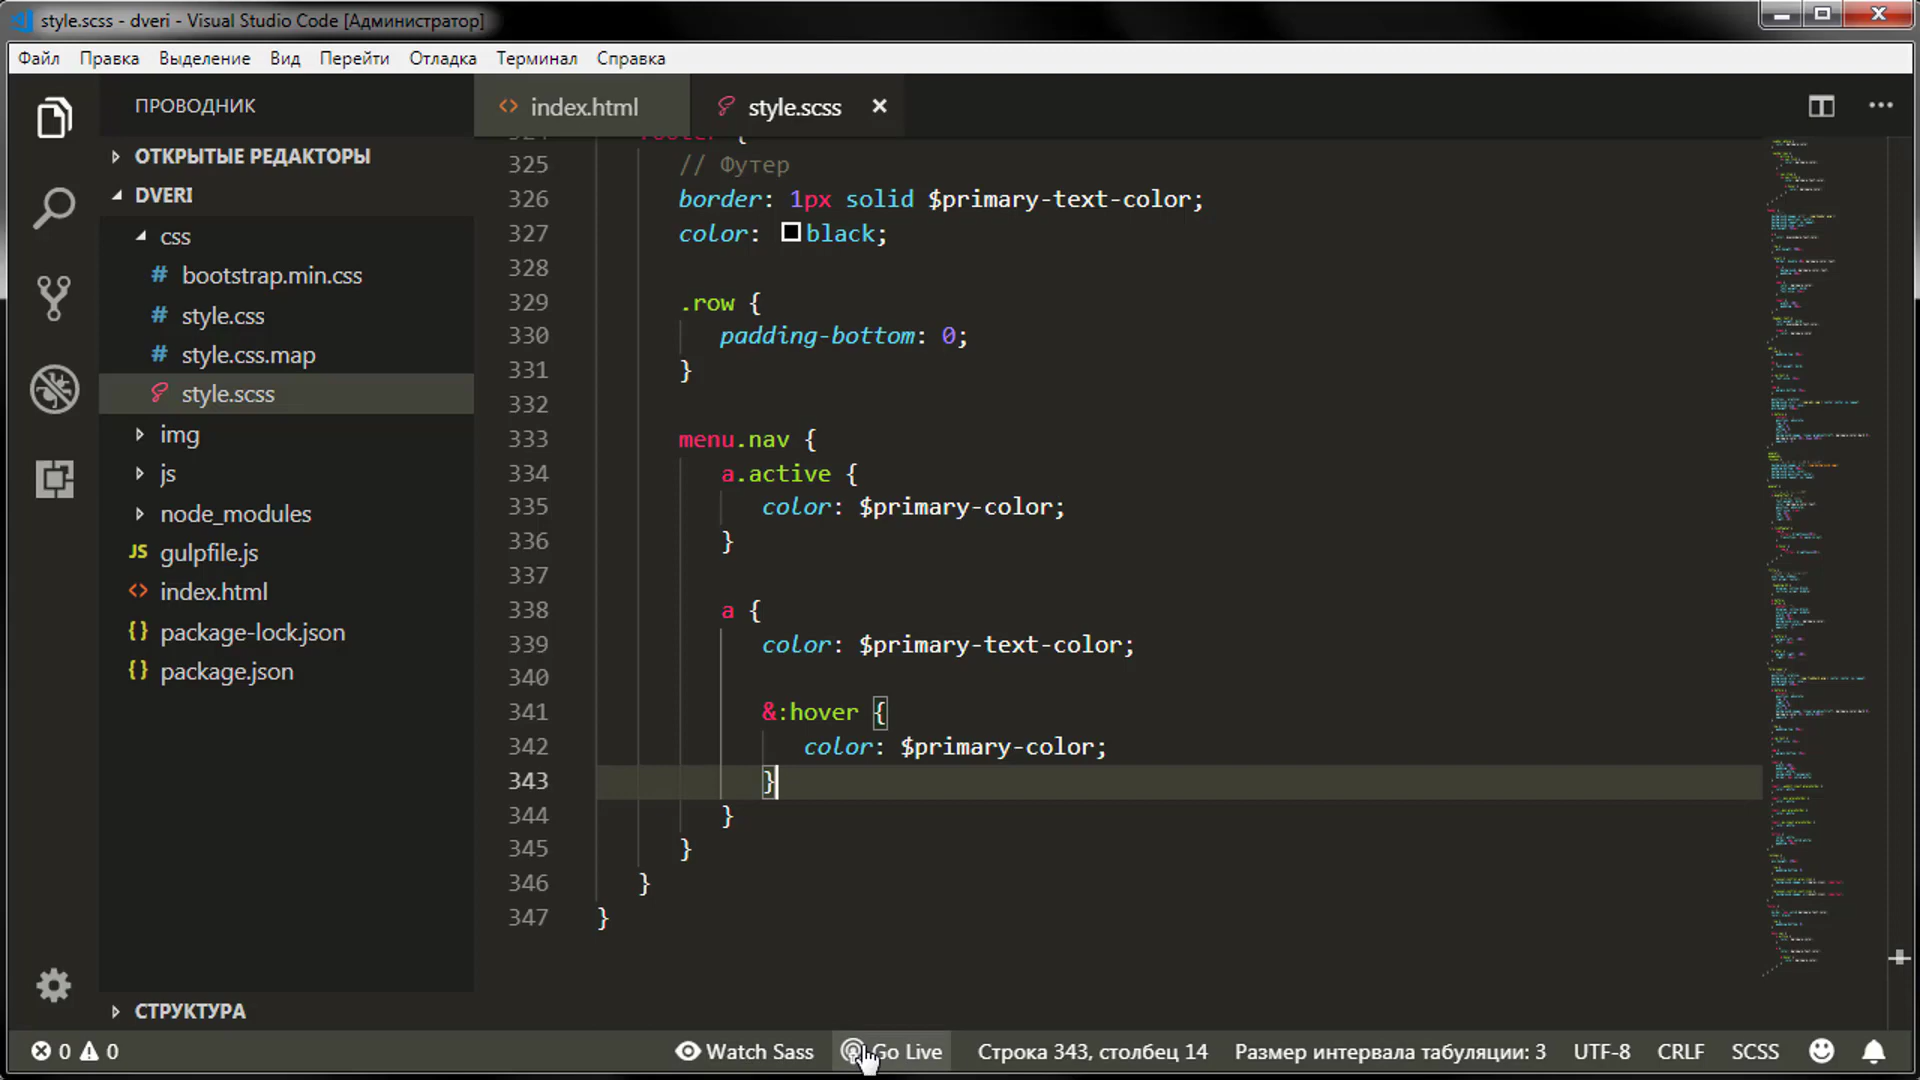 style.scss - dveri - Visual Studio Code [Администратор]
Файл Правка Выделение Вид Перейти Отладка Терминал Справка
ПРОВОДНИК
ОТКРЫТЫЕ РЕДАКТОРЫ
DVERI
css
# bootstrap.min.css
# style.css
# style.css.map
style.scss
img
js
node_modules
JS gulpfile.js
<> index.html
{} package-lock.json
{} package.json
СТРУКТУРА
<> index.html
style.scss ×
325 // Футер
326 border: 1px solid $primary-text-color;
327 color: black;
328
329 .row {
330 padding-bottom: 0;
331 }
332
333 menu.nav {
334 a.active {
335 color: $primary-color;
336 }
337
338 a {
339 color: $primary-text-color;
340
341 &:hover {
342 color: $primary-color;
343 }
344 }
345 }
346 }
347 }
0 0 Watch Sass Go Live Строка 343, столбец 14 Размер интервала табуляции: 3 UTF-8 CRLF SCSS